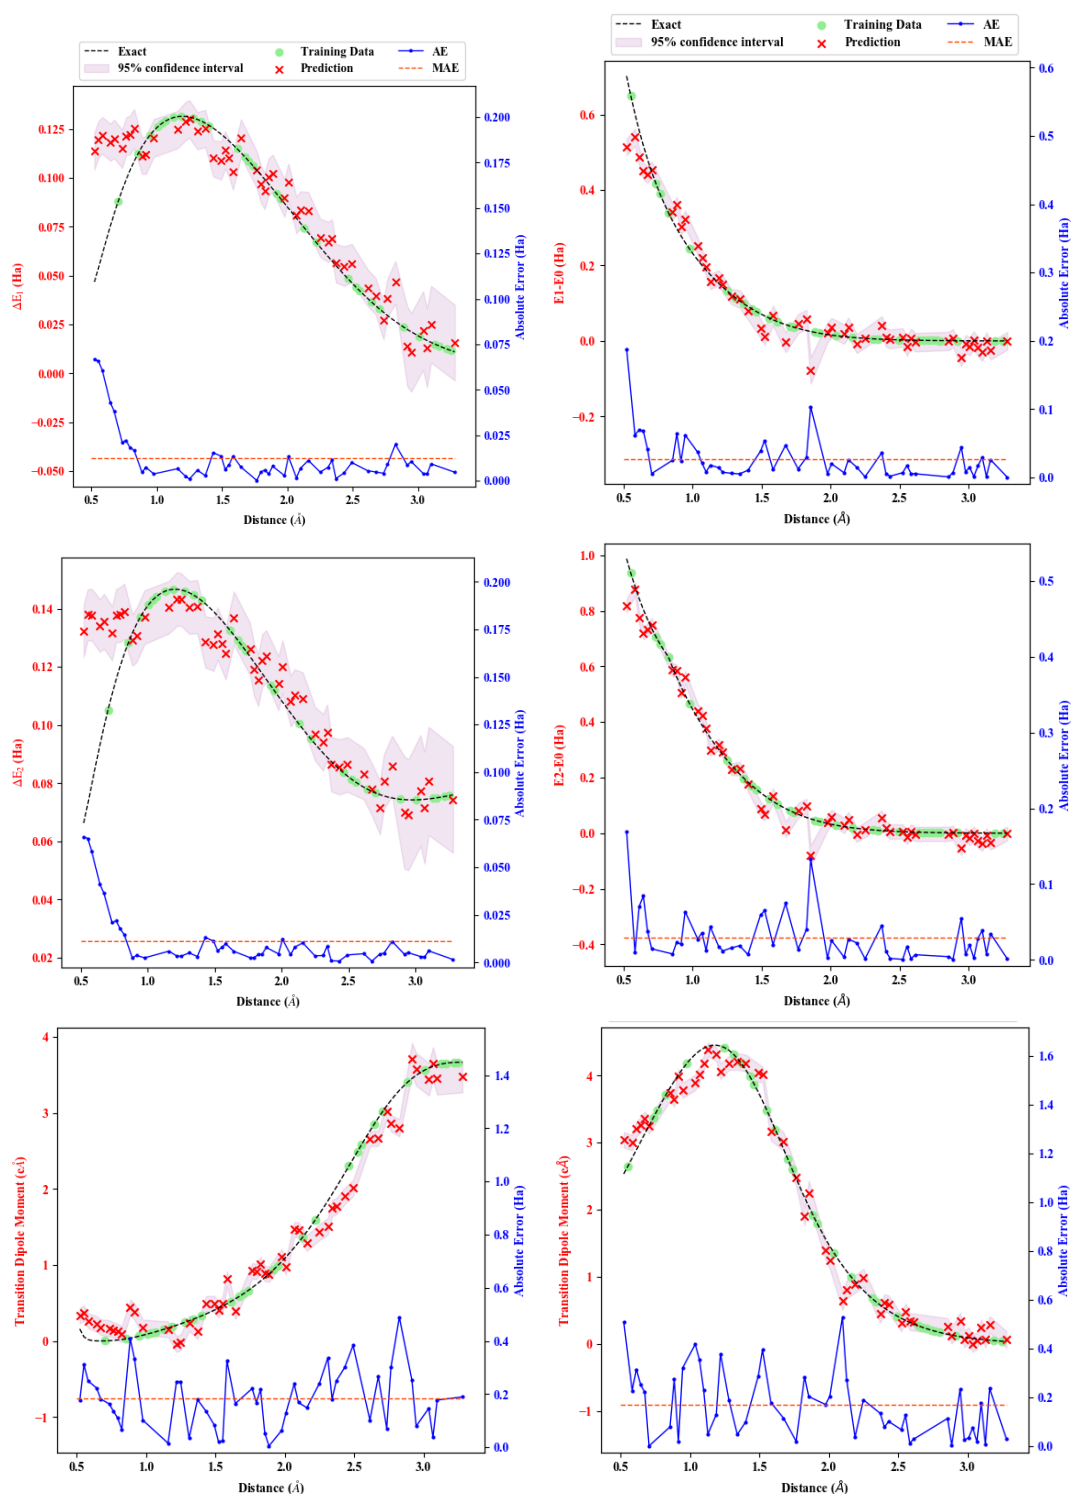 Exact
95% confidence interval
Training Data
Prediction
AE
MAE
0.125
0.100
0.075
0.050
0.025
0.000
−0.025
−0.050
ΔE₁ (Ha)
0.200
0.175
0.150
0.125
0.100
0.075
0.050
0.025
0.000
Absolute Error (Ha)
0.5 1.0 1.5 2.0 2.5 3.0
Distance (Å)
Exact
95% confidence interval
Training Data
Prediction
AE
MAE
0.6
0.4
0.2
0.0
−0.2
E1-E0 (Ha)
0.6
0.5
0.4
0.3
0.2
0.1
0.0
Absolute Error (Ha)
0.5 1.0 1.5 2.0 2.5 3.0
Distance (Å)
0.14
0.12
0.10
0.08
0.06
0.04
0.02
ΔE₂ (Ha)
0.200
0.175
0.150
0.125
0.100
0.075
0.050
0.025
0.000
Absolute Error (Ha)
0.5 1.0 1.5 2.0 2.5 3.0
Distance (Å)
1.0
0.8
0.6
0.4
0.2
0.0
−0.2
−0.4
E2-E0 (Ha)
0.5
0.4
0.3
0.2
0.1
0.0
Absolute Error (Ha)
0.5 1.0 1.5 2.0 2.5 3.0
Distance (Å)
4
3
2
1
0
−1
Transition Dipole Moment (eÅ)
1.4
1.2
1.0
0.8
0.6
0.4
0.2
0.0
Absolute Error (Ha)
0.5 1.0 1.5 2.0 2.5 3.0
Distance (Å)
4
3
2
1
0
−1
Transition Dipole Moment (eÅ)
1.6
1.4
1.2
1.0
0.8
0.6
0.4
0.2
0.0
Absolute Error (Ha)
0.5 1.0 1.5 2.0 2.5 3.0
Distance (Å)